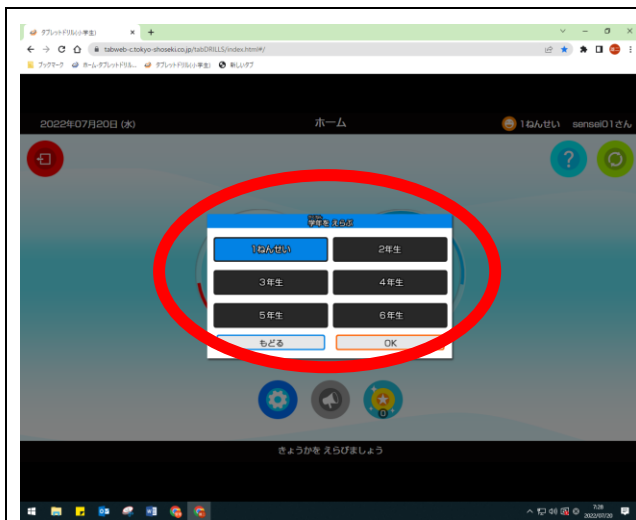 タブレットドリル(小学生)
tabweb-c.tokyo-shoseki.co.jp/tabDRILLS/index.html#/
ブックマーク ホーム-タブレットドリル... タブレットドリル(小学生) 新しいタブ
2022年07月20日 (水) ホーム 1ねんせい sensei01さん
学年を えらぶ
1ねんせい 2年生
3年生 4年生
5年生 6年生
もどる OK
0
きょうかを えらびましょう
7:28
2022/07/20